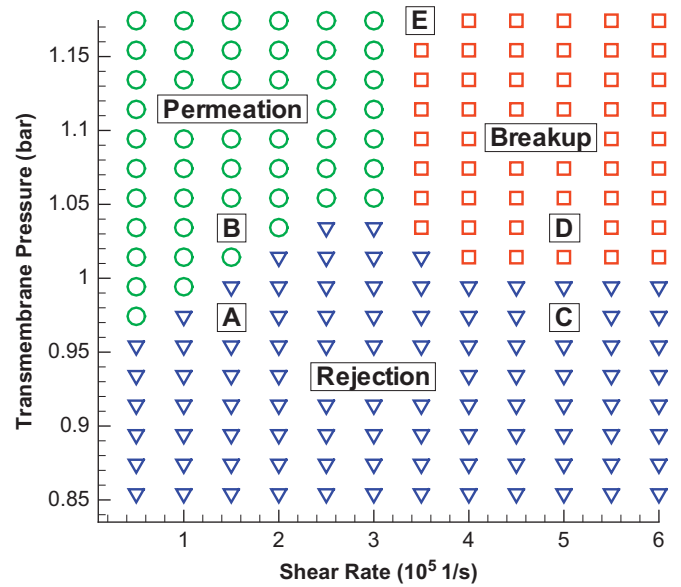 E
1.15
Permeation
1.1
Breakup
Transmembrane Pressure (bar)
1.05
B
D
1
A
C
0.95
Rejection
0.9
0.85
1 2 3 4 5 6
Shear Rate (10⁵ 1/s)